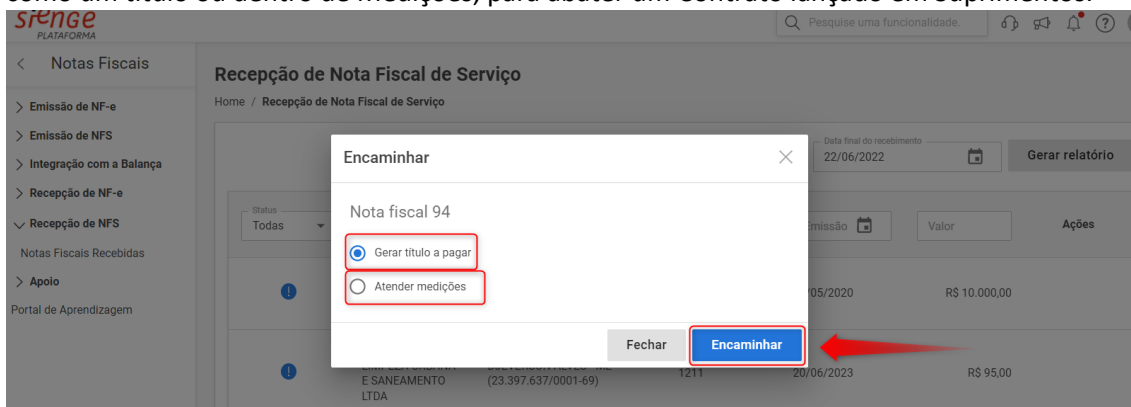 como um título ou dentro de medições, para abater um contrato lançado em Suprimentos.
sienge
PLATAFORMA
Pesquise uma funcionalidade.
Notas Fiscais
Emissão de NF-e
Emissão de NFS
Integração com a Balança
Recepção de NF-e
Recepção de NFS
Notas Fiscais Recebidas
Apoio
Portal de Aprendizagem
Recepção de Nota Fiscal de Serviço
Home / Recepção de Nota Fiscal de Serviço
Data final do recebimento
22/06/2022
Gerar relatório
Status
Todas
Valor
Ações
Encaminhar
Nota fiscal 94
Gerar título a pagar
Atender medições
Fechar
Encaminhar
/05/2020
R$ 10.000,00
E SANEAMENTO
LTDA
(23.397.637/0001-69)
1211
20/06/2023
R$ 95,00